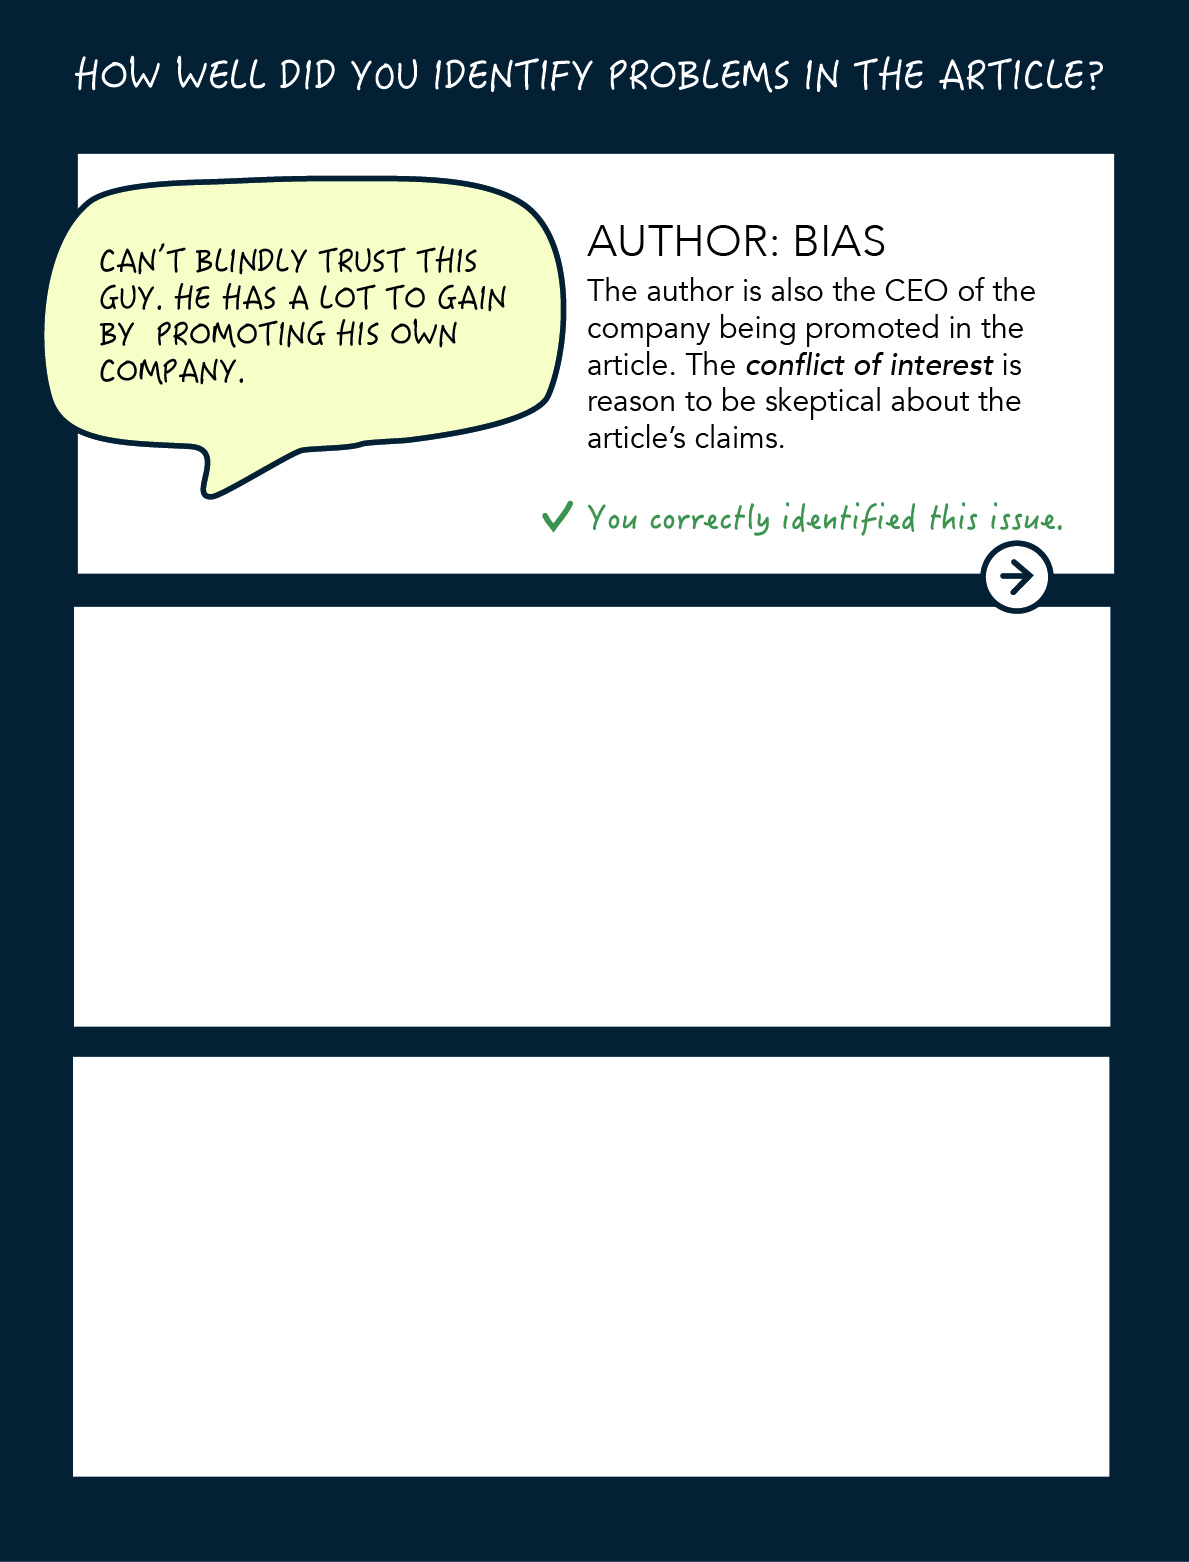 HOW WELL DID YOU IDENTIFY PROBLEMS IN THE ARTICLE?
CAN'T BLINDLY TRUST THIS
GUY. HE HAS A LOT TO GAIN
BY PROMOTING HIS OWN
COMPANY.
AUTHOR: BIAS
The author is also the CEO of the
company being promoted in the
article. The conflict of interest is
reason to be skeptical about the
article’s claims.
You correctly identified this issue.